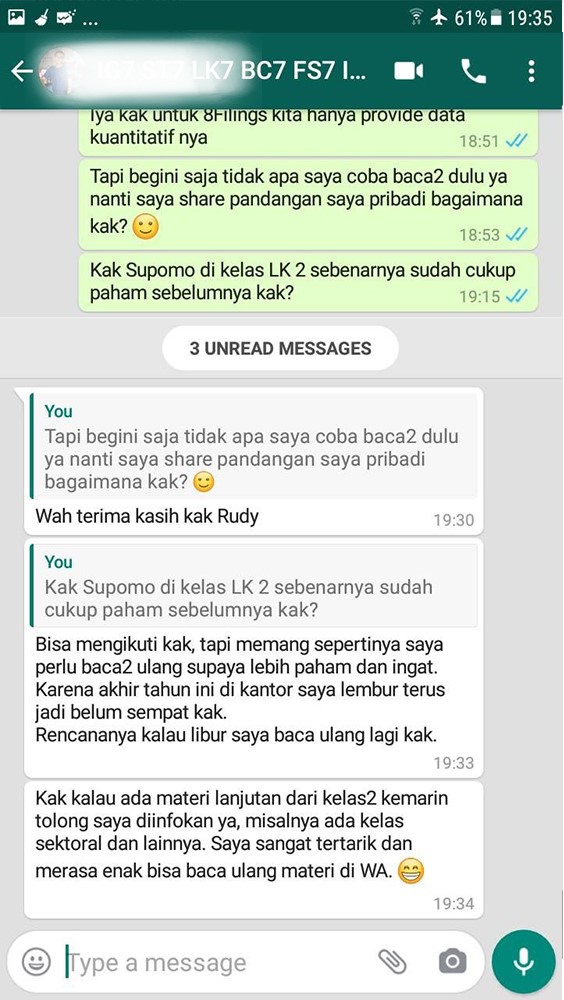 61% 19:35
LK7 BC7 FS7 I...
Iya kak untuk 8Filings kita hanya provide data
kuantitatif nya
18:51
Tapi begini saja tidak apa saya coba baca2 dulu ya
nanti saya share pandangan saya pribadi bagaimana
kak? 🙂
18:53
Kak Supomo di kelas LK 2 sebenarnya sudah cukup
paham sebelumnya kak?
19:15
3 UNREAD MESSAGES
You
Tapi begini saja tidak apa saya coba baca2 dulu
ya nanti saya share pandangan saya pribadi
bagaimana kak? 🙂
Wah terima kasih kak Rudy
19:30
You
Kak Supomo di kelas LK 2 sebenarnya sudah
cukup paham sebelumnya kak?
Bisa mengikuti kak, tapi memang sepertinya saya
perlu baca2 ulang supaya lebih paham dan ingat.
Karena akhir tahun ini di kantor saya lembur terus
jadi belum sempat kak.
Rencananya kalau libur saya baca ulang lagi kak.
19:33
Kak kalau ada materi lanjutan dari kelas2 kemarin
tolong saya diinfokan ya, misalnya ada kelas
sektoral dan lainnya. Saya sangat tertarik dan
merasa enak bisa baca ulang materi di WA. 😁
19:34
Type a message